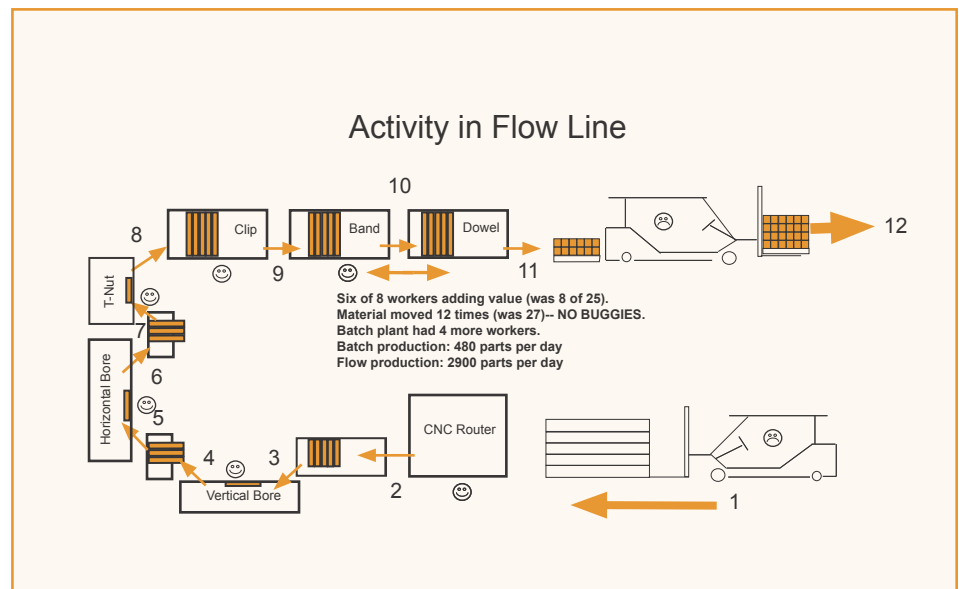 Activity in Flow Line
10
12
8
Clip
Band
Dowel
9
11
T-Nut
Six of 8 workers adding value (was 8 of 25).
Material moved 12 times (was 27)-- NO BUGGIES.
Batch plant had 4 more workers.
Batch production: 480 parts per day
Flow production: 2900 parts per day
7
6
Horizontal Bore
5
CNC Router
4
3
2
Vertical Bore
1